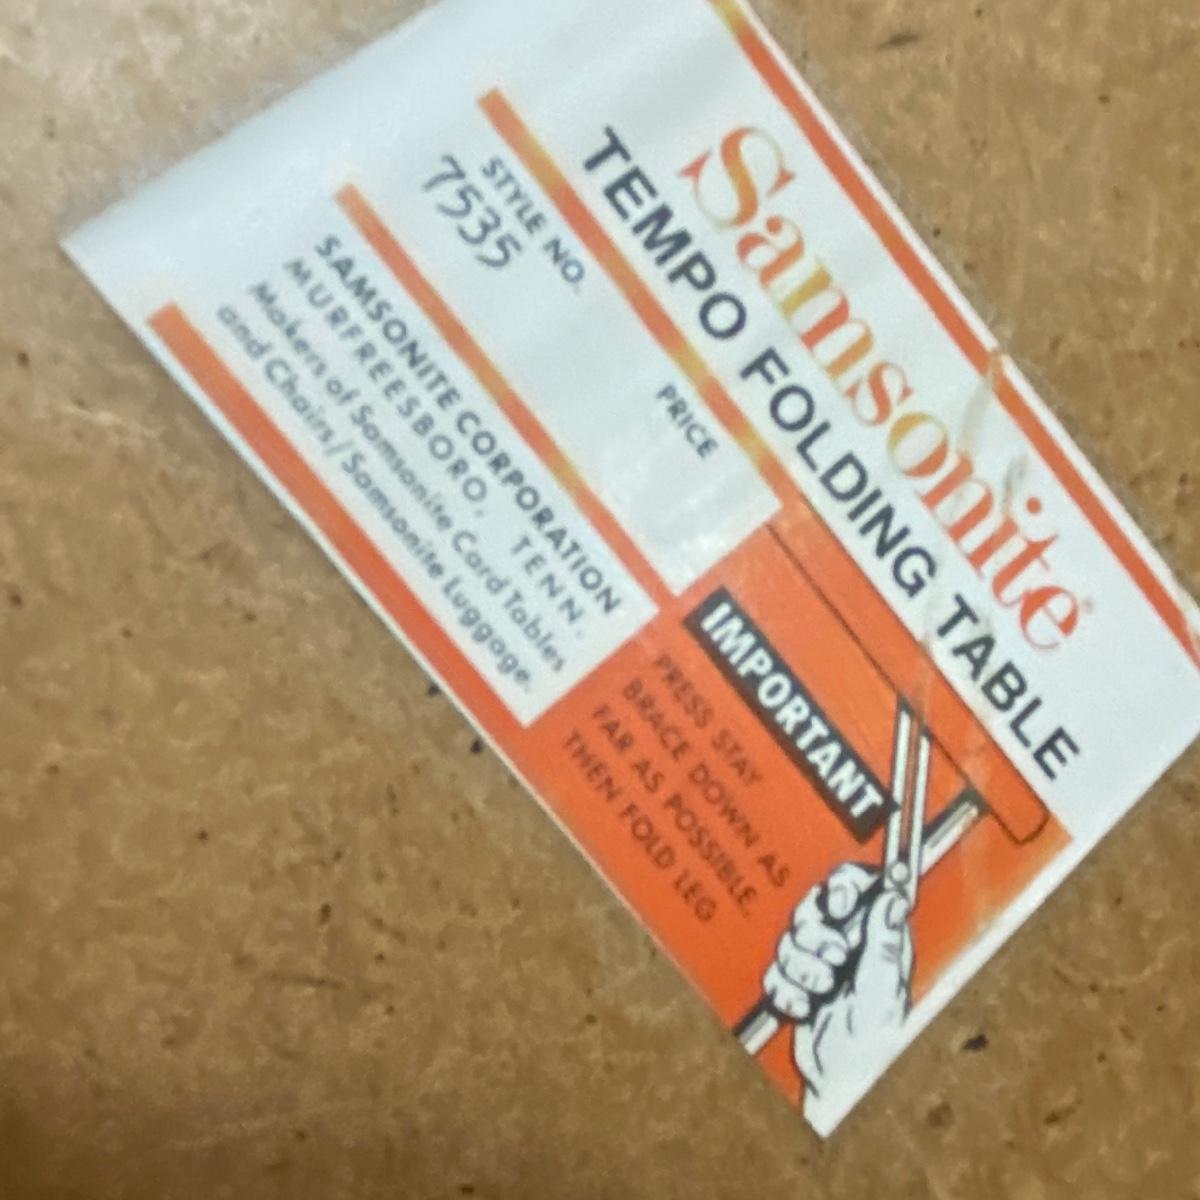 Samsonite®
TEMPO FOLDING TABLE
STYLE NO.
7535
PRICE
SAMSONITE CORPORATION
MURFREESBORO, TENN.
Makers of Samsonite Card Tables
and Chairs/Samsonite Luggage.
IMPORTANT
PRESS STAY
BRACE DOWN AS
FAR AS POSSIBLE.
THEN FOLD LEG